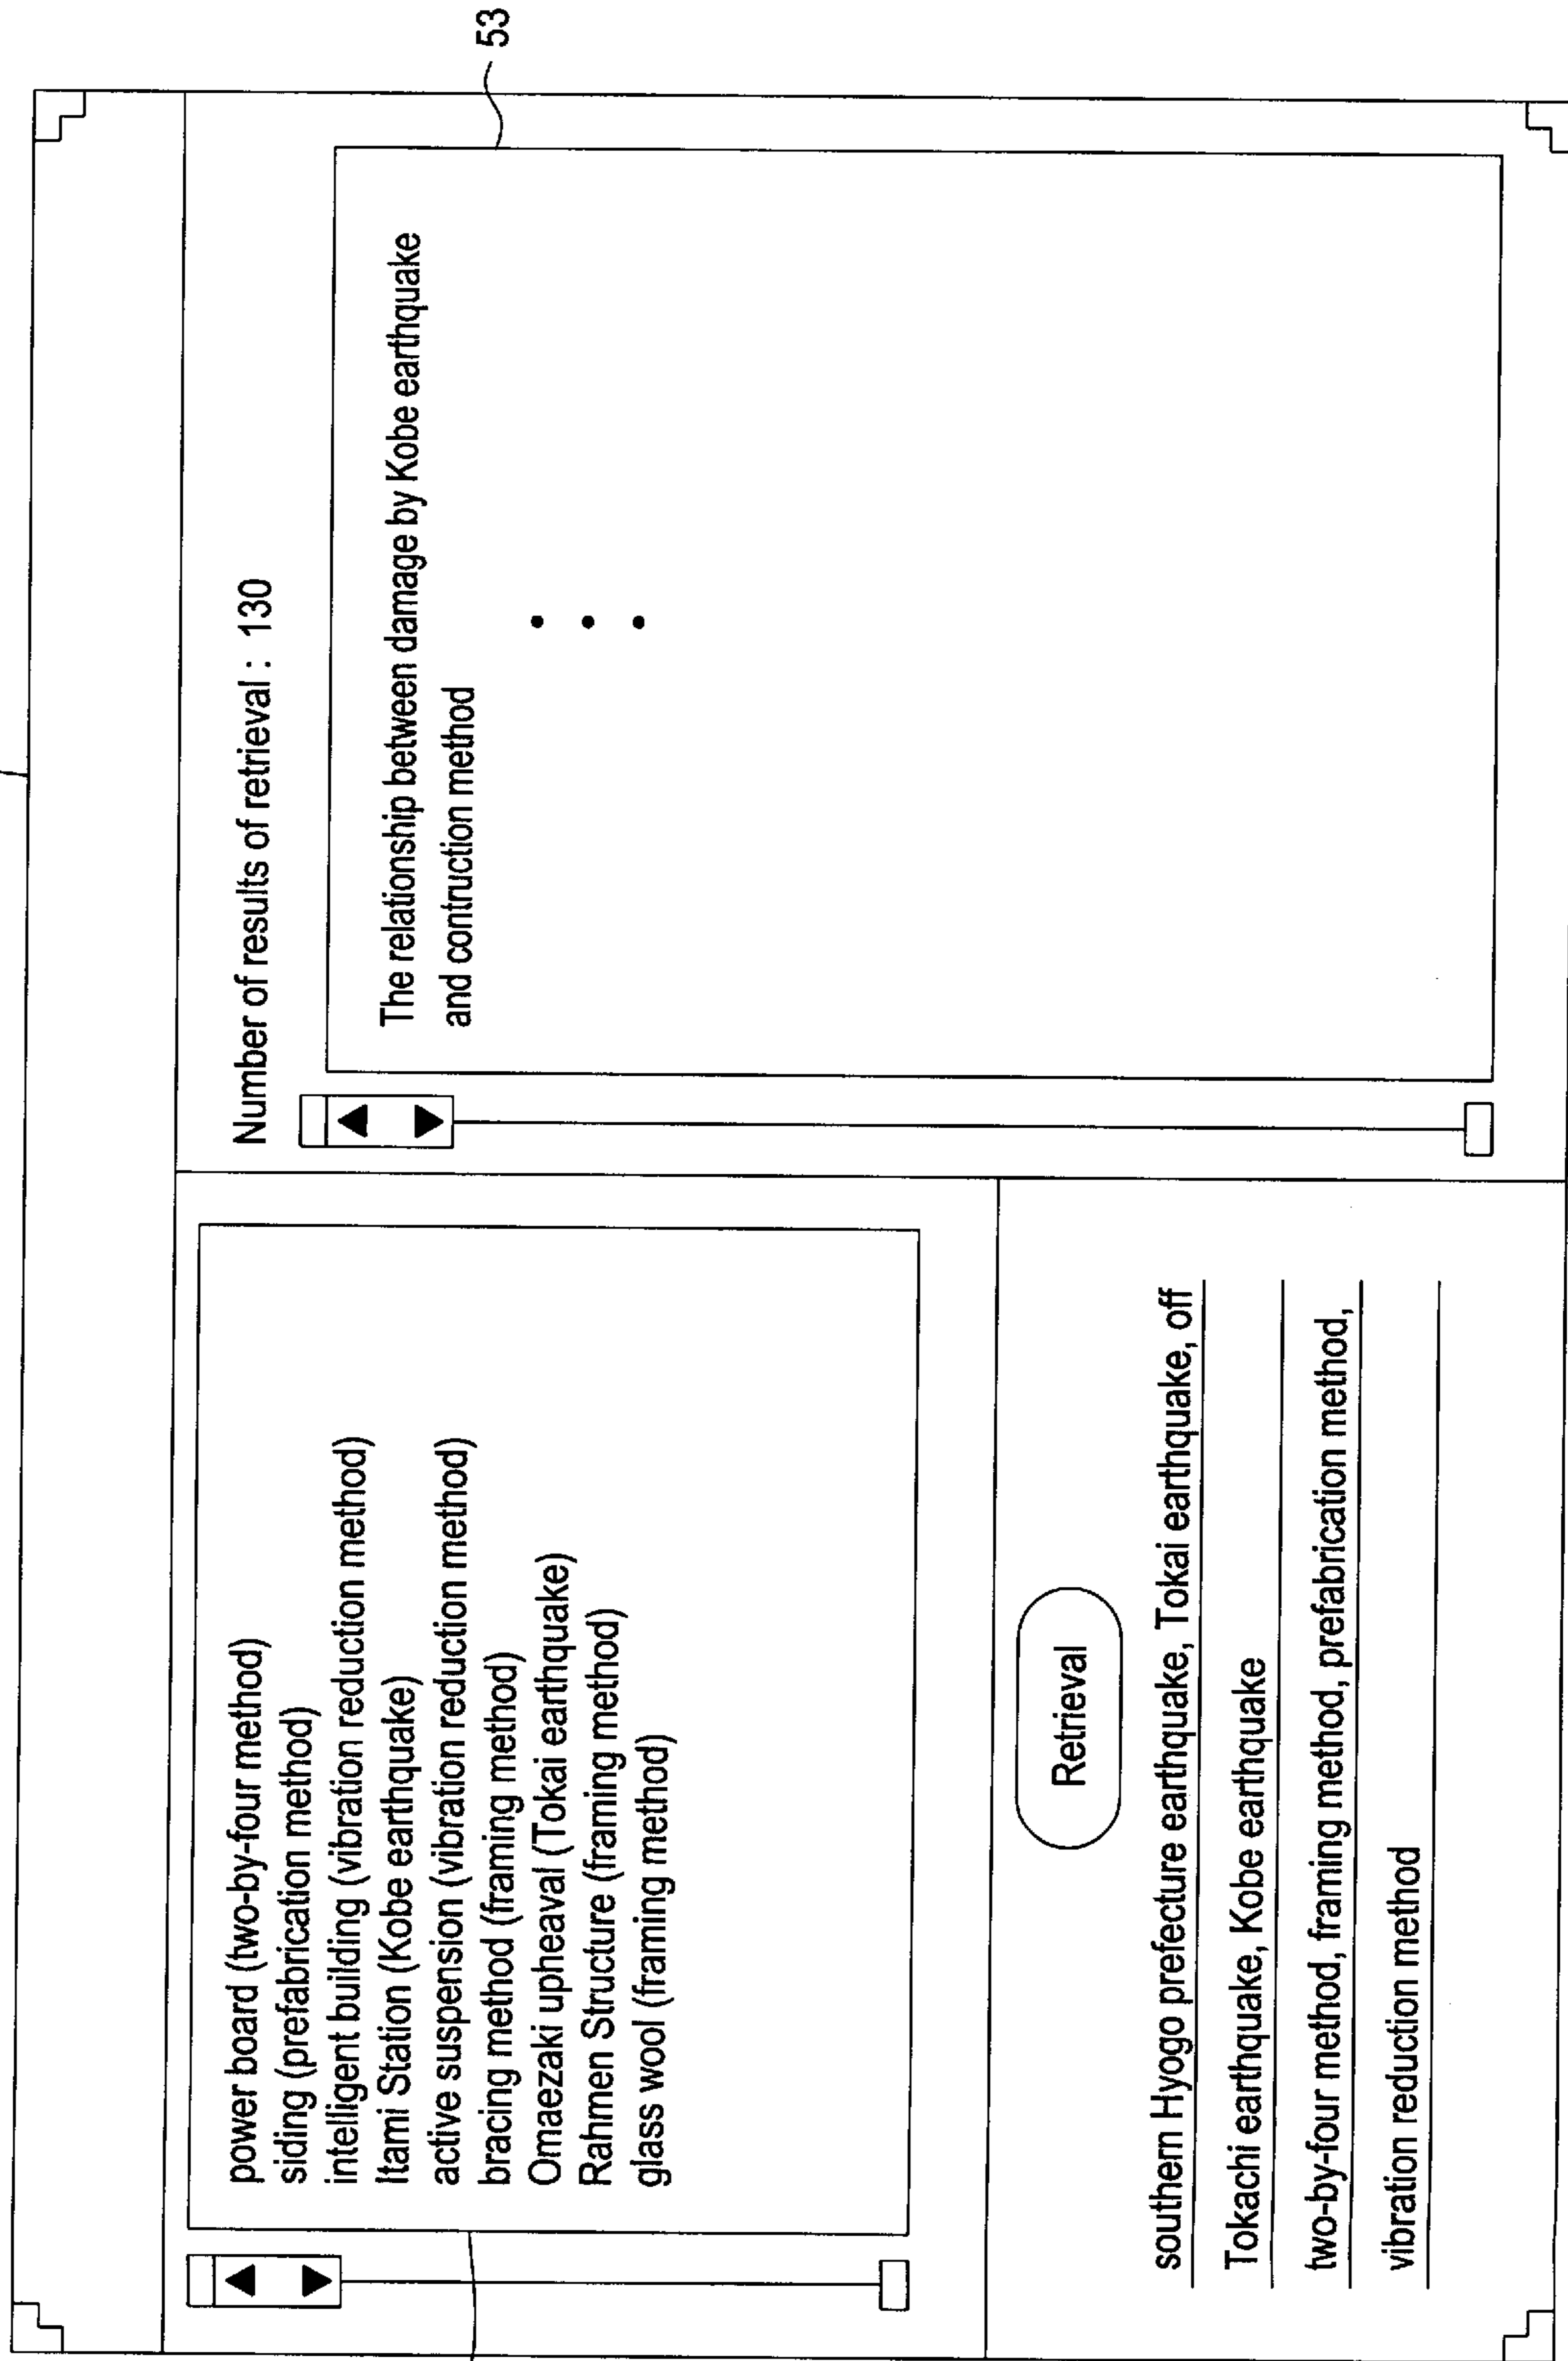 power board (two-by-four method)
siding (prefabrication method)
intelligent building (vibration reduction method)
Itami Station (Kobe earthquake)
active suspension (vibration reduction method)
bracing method (framing method)
Omaezaki upheaval (Tokai earthquake)
Rahmen Structure (framing method)
glass wool (framing method)
Retrieval
southern Hyogo prefecture earthquake, Tokai earthquake, off
Tokachi earthquake, Kobe earthquake
two-by-four method, framing method, prefabrication method,
vibration reduction method
Number of results of retrieval : 130
The relationship between damage by Kobe earthquake
and contruction method
53